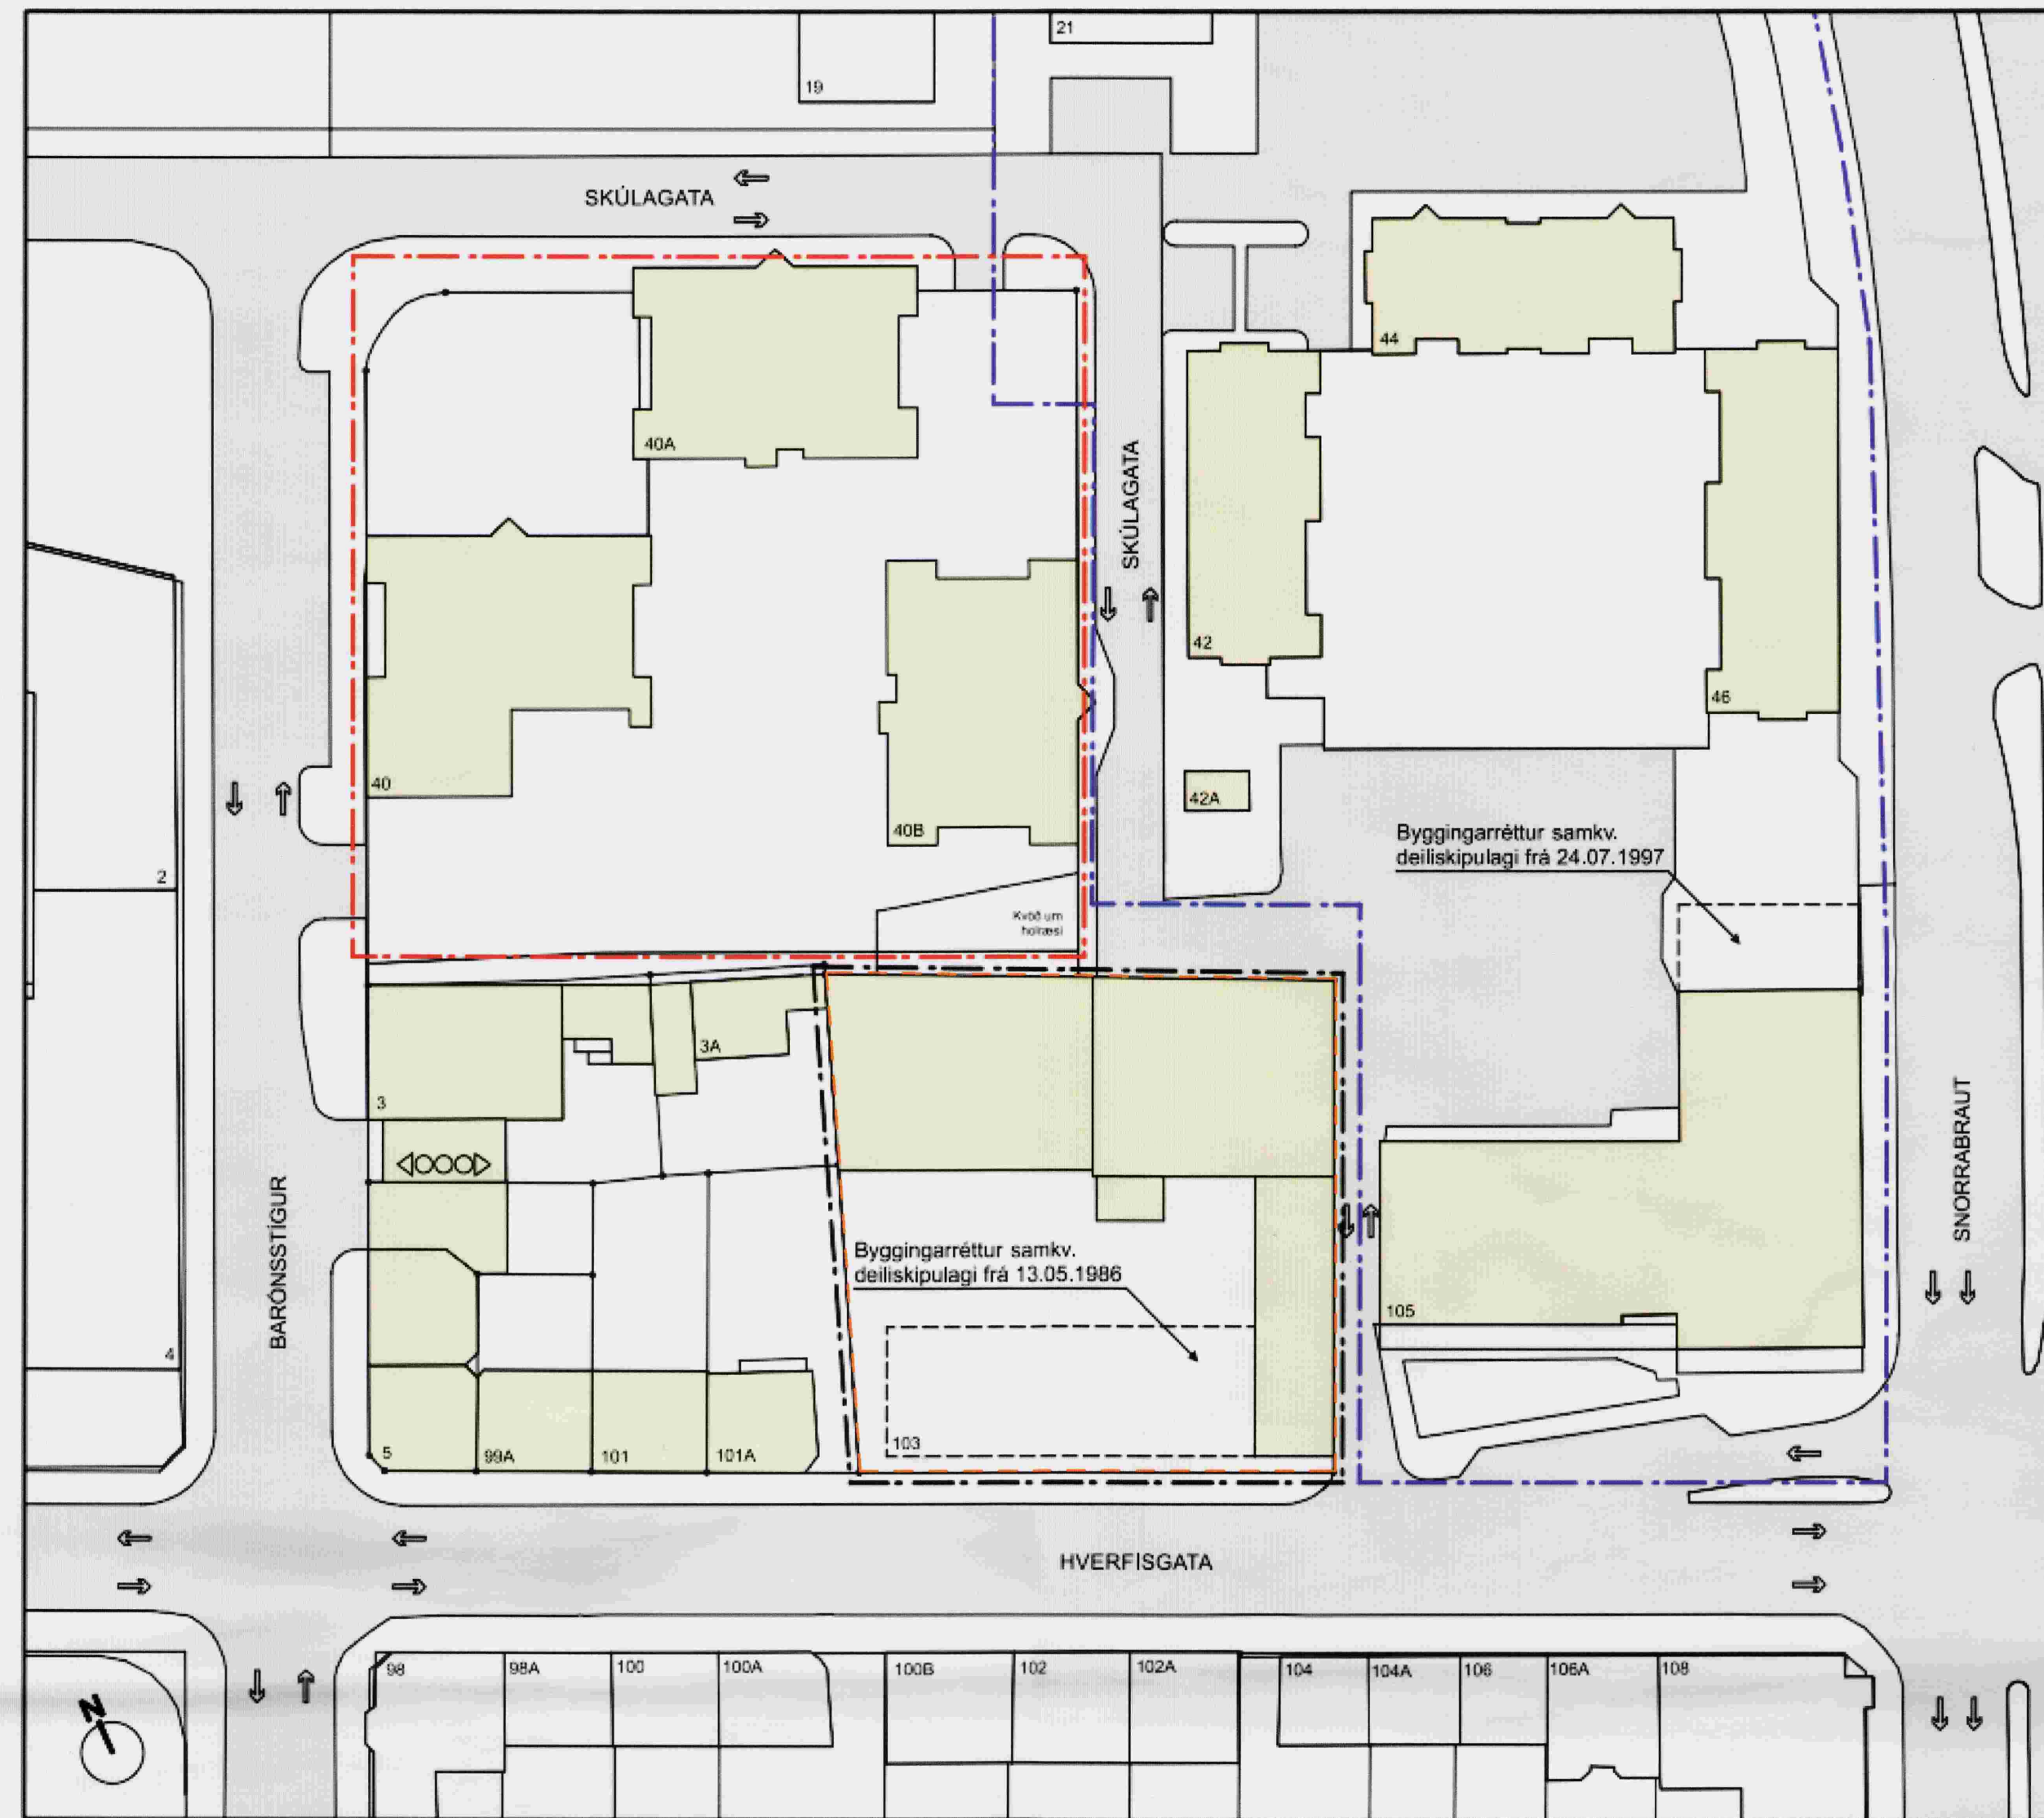 21
19
SKÚLAGATA
44
40A
SKÚLAGATA
42
46
40
42A
40B
2
Byggingarréttur samkv.
deiliskipulagi frá 24.07.1997
Kvöð um
holræsi
3A
3
SNORRABRAUT
BARÓNSSTÍGUR
Byggingarréttur samkv.
deiliskipulagi frá 13.05.1986
105
4
103
5
99A
101
101A
HVERFISGATA
98
98A
100
100A
100B
102
102A
104
104A
106
106A
108
N